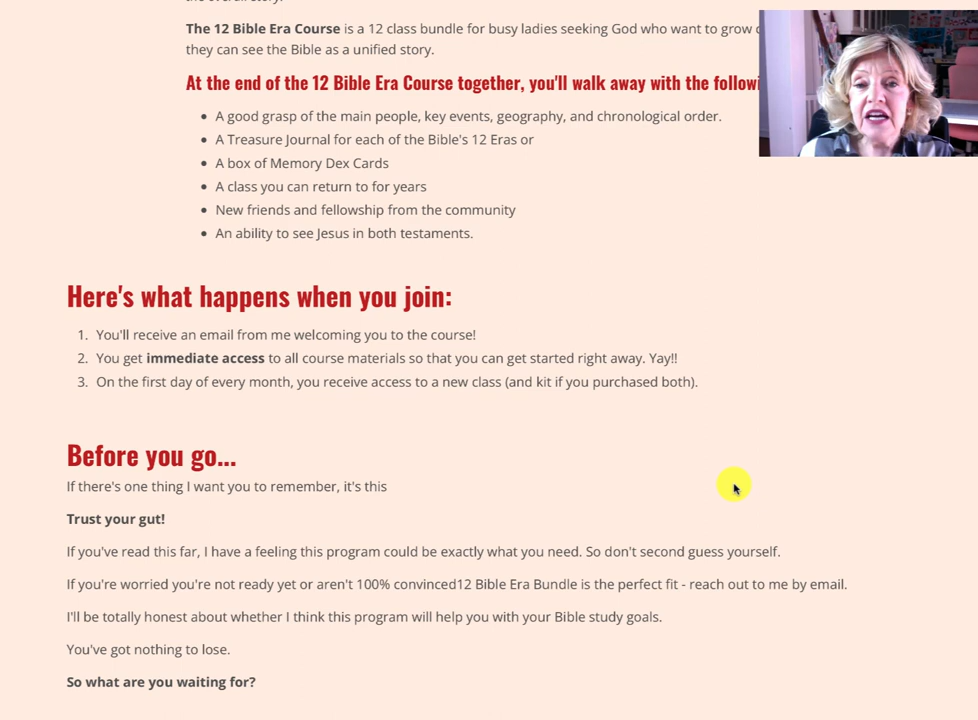 the overall story.
The 12 Bible Era Course is a 12 class bundle for busy ladies seeking God who want to grow
they can see the Bible as a unified story.
At the end of the 12 Bible Era Course together, you'll walk away with the
A good grasp of the main people, key events, geography, and chronological order.
A Treasure Journal for each of the Bible's 12 Eras or
A box of Memory Dex Cards
A class you can return to for years
New friends and fellowship from the community
An ability to see Jesus in both testaments.
Here's what happens when you join:
1. You'll receive an email from me welcoming you to the course!
2. You get immediate access to all course materials so that you can get started right away. Yay!!
3. On the first day of every month, you receive access to a new class (and kit if you purchased both).
Before you go...
If there's one thing I want you to remember, it's this
Trust your gut!
If you've read this far, I have a feeling this program could be exactly what you need. So don't second guess yourself.
If you're worried you're not ready yet or aren't 100% convinced12 Bible Era Bundle is the perfect fit - reach out to me by email.
I'll be totally honest about whether I think this program will help you with your Bible study goals.
You've got nothing to lose.
So what are you waiting for?